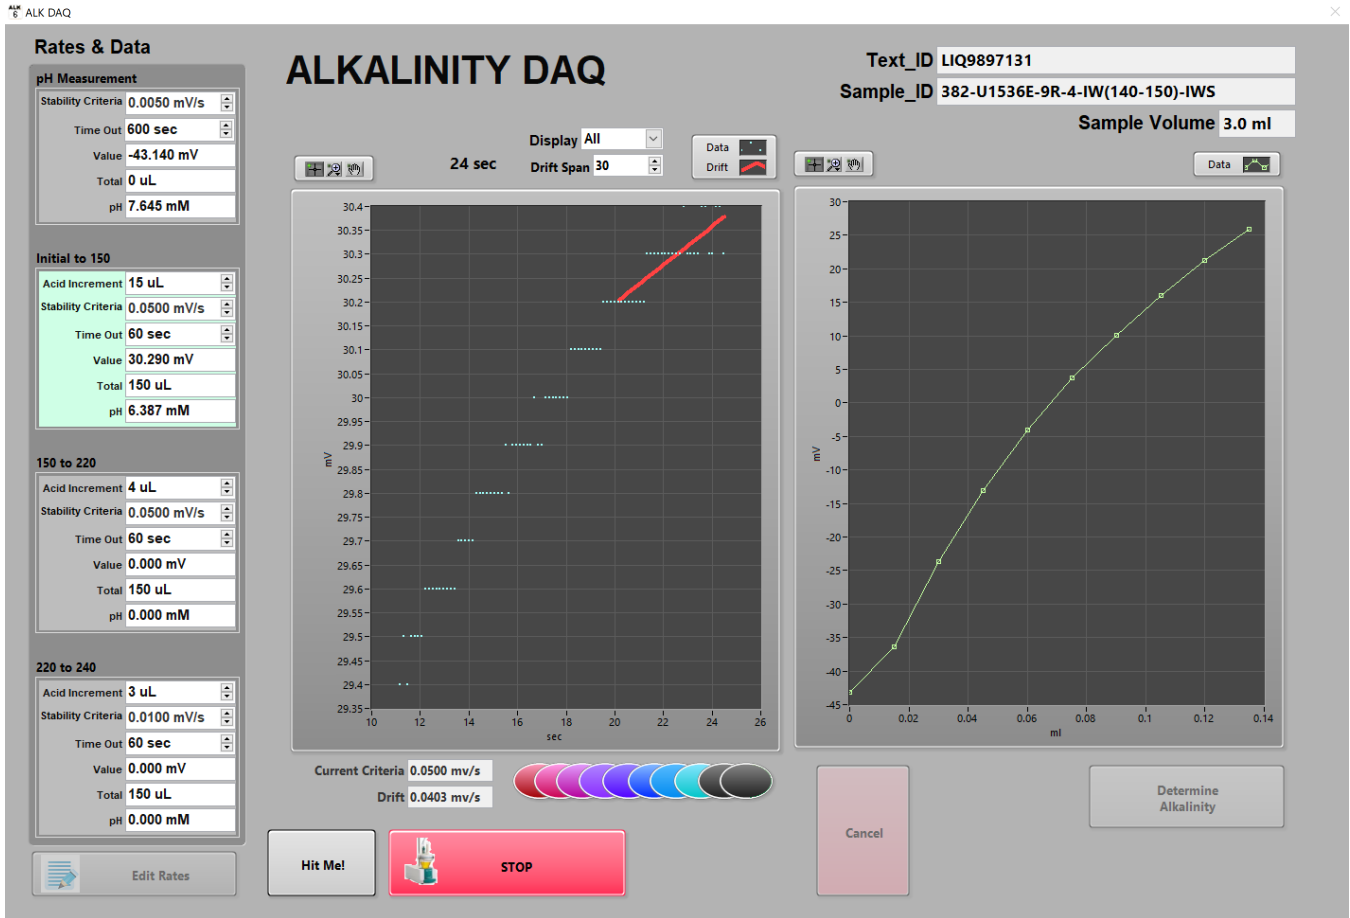 ALK 6 ALK DAQ
Rates & Data
pH Measurement
Stability Criteria 0.0050 mV/s
Time Out 600 sec
Value -43.140 mV
Total 0 uL
pH 7.645 mM
Initial to 150
Acid Increment 15 uL
Stability Criteria 0.0500 mV/s
Time Out 60 sec
Value 30.290 mV
Total 150 uL
pH 6.387 mM
150 to 220
Acid Increment 4 uL
Stability Criteria 0.0500 mV/s
Time Out 60 sec
Value 0.000 mV
Total 150 uL
pH 0.000 mM
220 to 240
Acid Increment 3 uL
Stability Criteria 0.0100 mV/s
Time Out 60 sec
Value 0.000 mV
Total 150 uL
pH 0.000 mM
Edit Rates
ALKALINITY DAQ
Text_ID LIQ9897131
Sample_ID 382-U1536E-9R-4-IW(140-150)-IWS
Sample Volume 3.0 ml
24 sec
Display All
Drift Span 30
Data
Drift
30.4
30.35
30.3
30.25
30.2
30.15
30.1
30.05
30
29.95
29.9
29.85
29.8
29.75
29.7
29.65
29.6
29.55
29.5
29.45
29.4
29.35
mV
10 12 14 16 18 20 22 24 26
sec
Data
30
25
20
15
10
5
0
-5
-10
-15
-20
-25
-30
-35
-40
-45
mV
0 0.02 0.04 0.06 0.08 0.1 0.12 0.14
ml
Current Criteria 0.0500 mv/s
Drift 0.0403 mv/s
Hit Me!
STOP
Cancel
Determine
Alkalinity